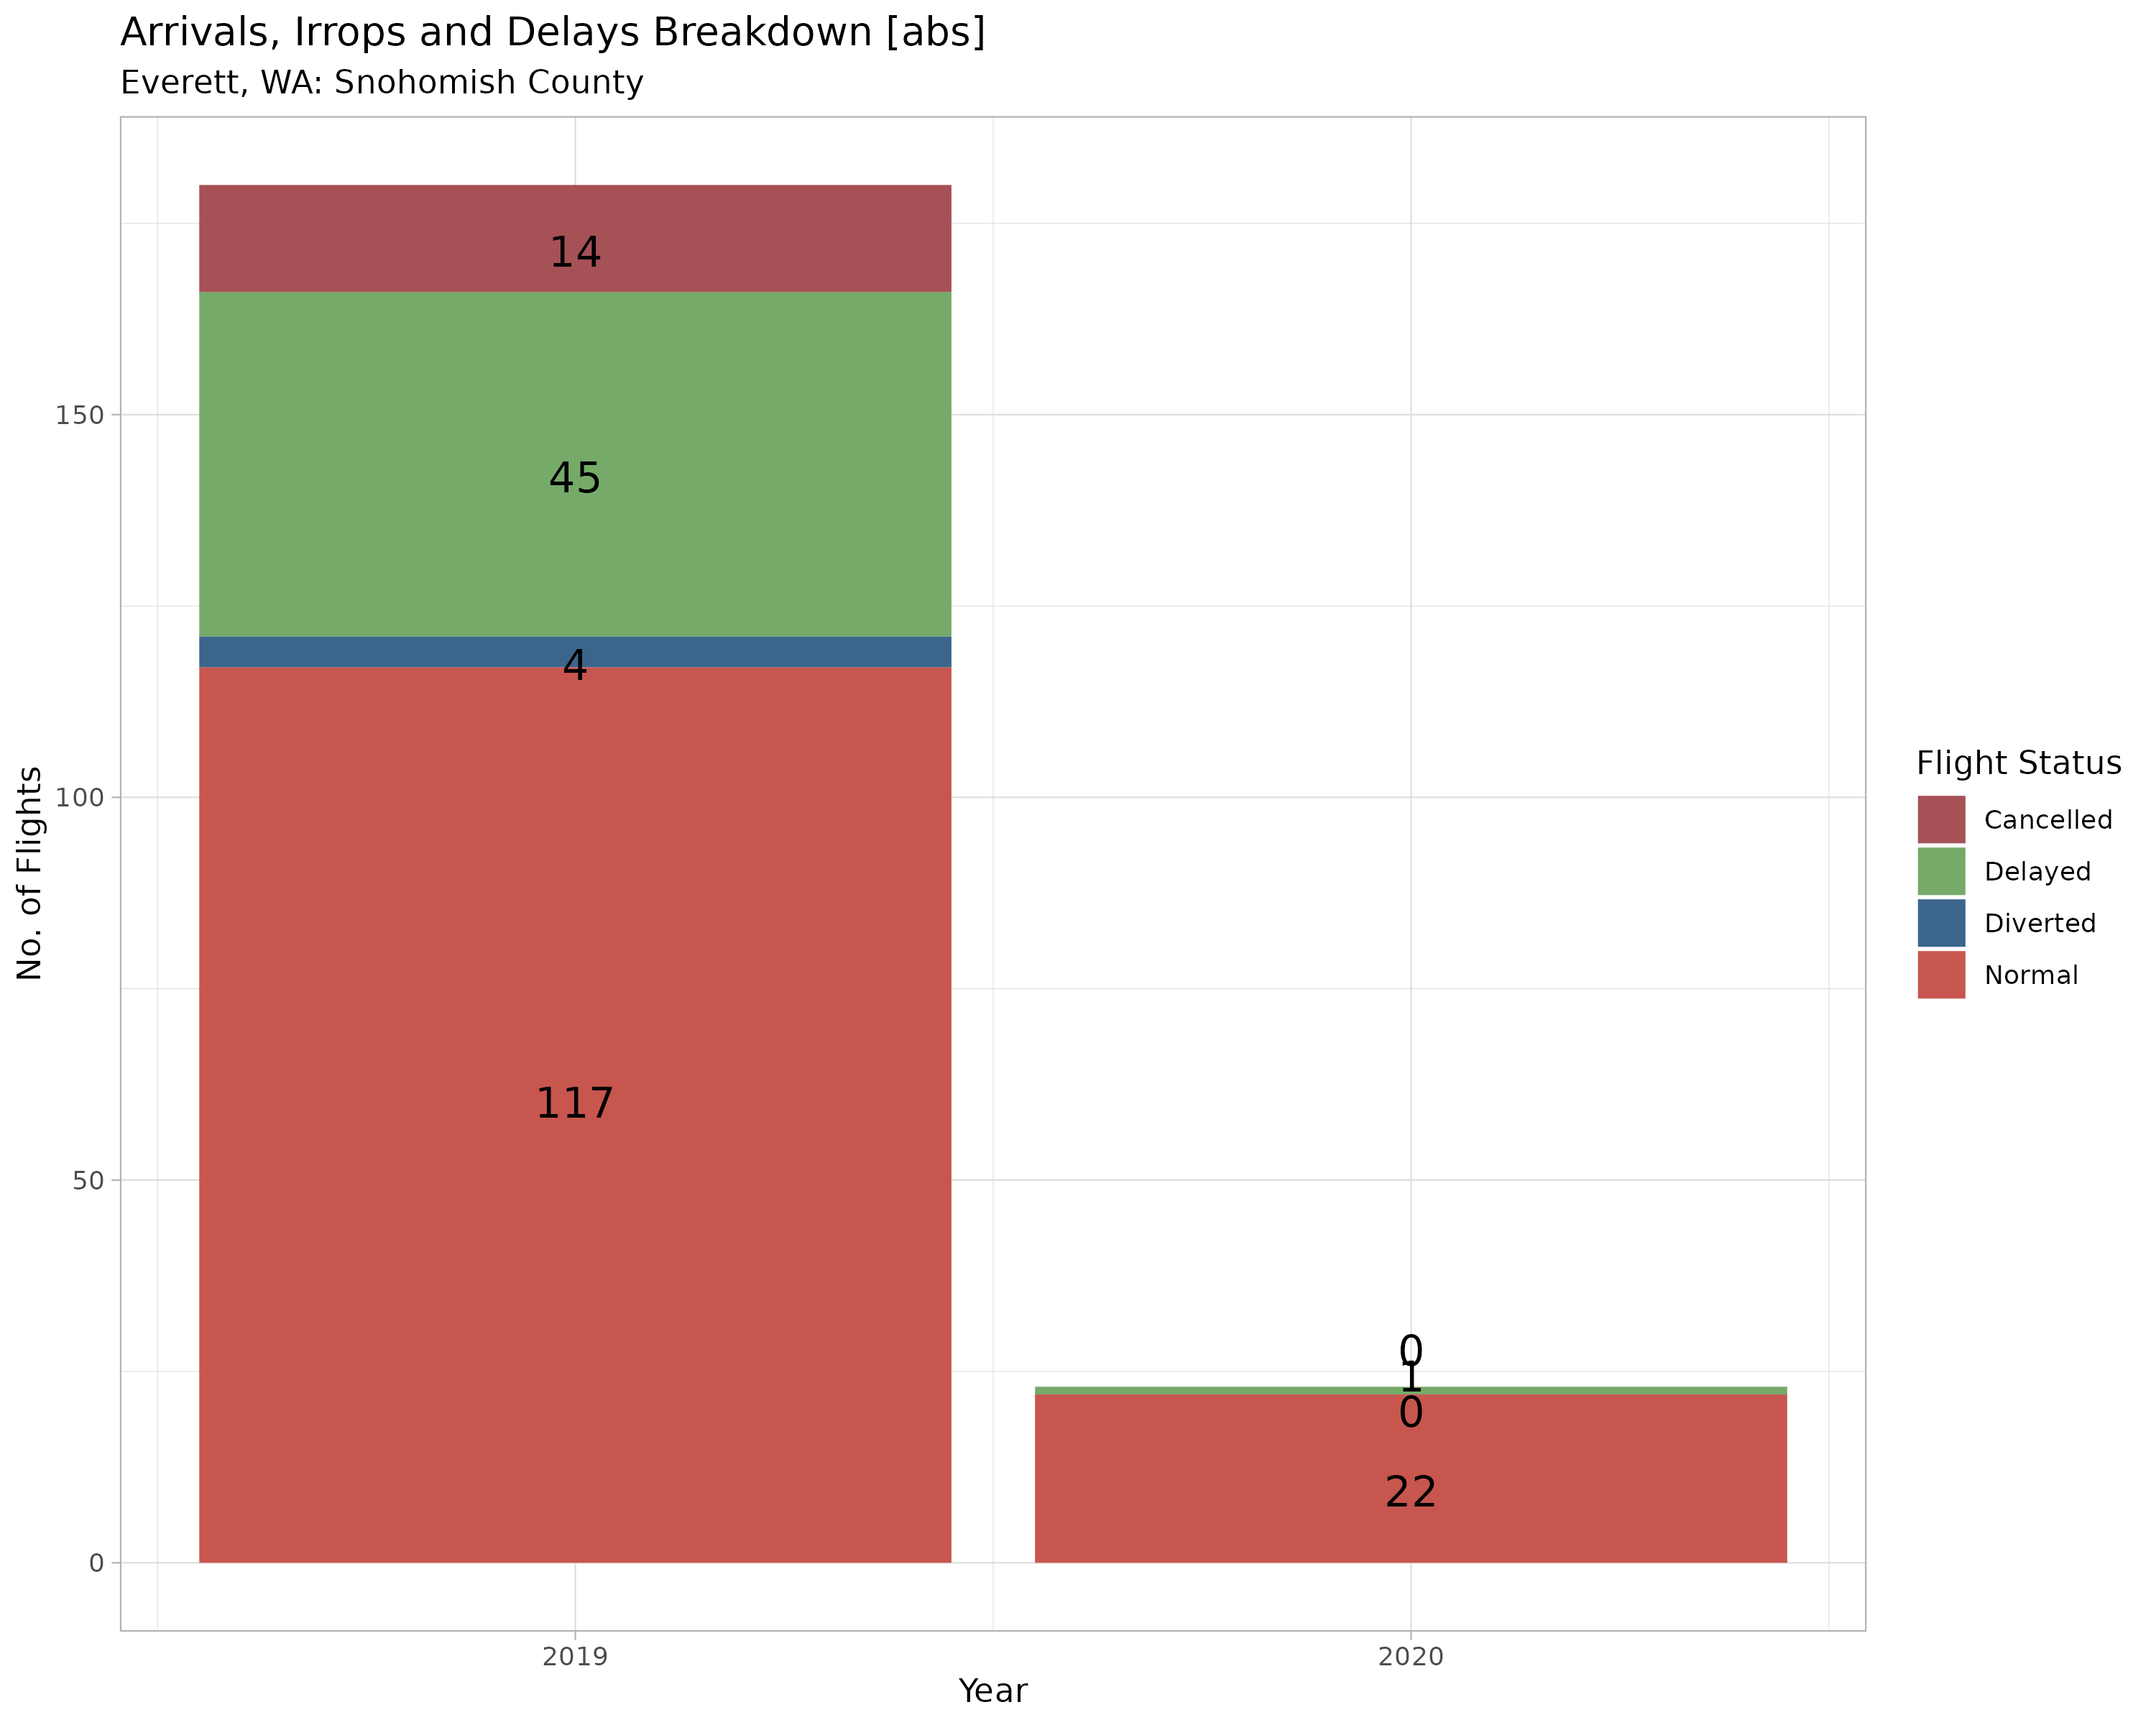 Arrivals, Irrops and Delays Breakdown [abs]
Everett, WA: Snohomish County
14
45
4
117
0
1
0
22
150
100
50
0
No. of Flights
2019
2020
Year
Flight Status
Cancelled
Delayed
Diverted
Normal